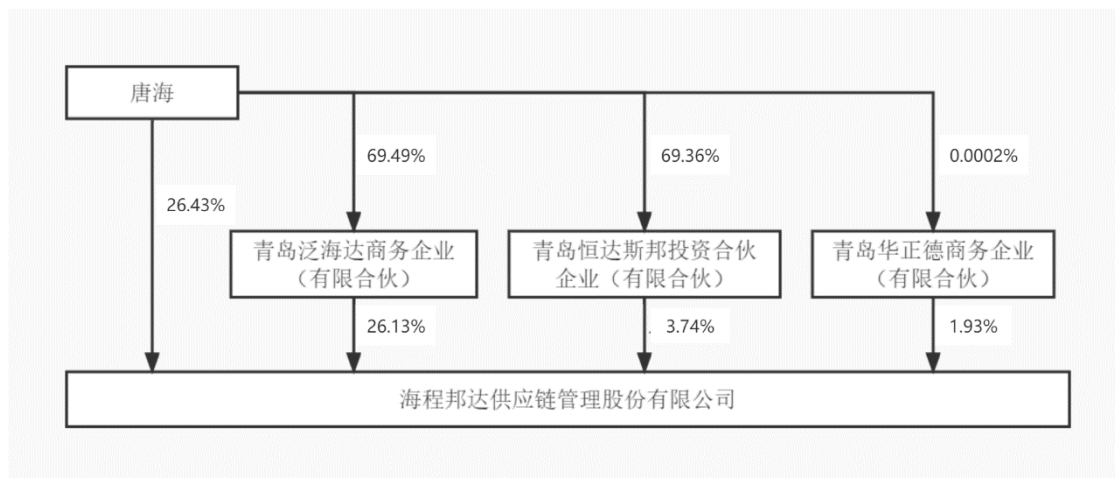 唐海
69.49%
69.36%
0.0002%
26.43%
青岛泛海达商务企业
（有限合伙）
青岛恒达斯邦投资合伙
企业（有限合伙）
青岛华正德商务企业
（有限合伙）
26.13%
3.74%
1.93%
海程邦达供应链管理股份有限公司